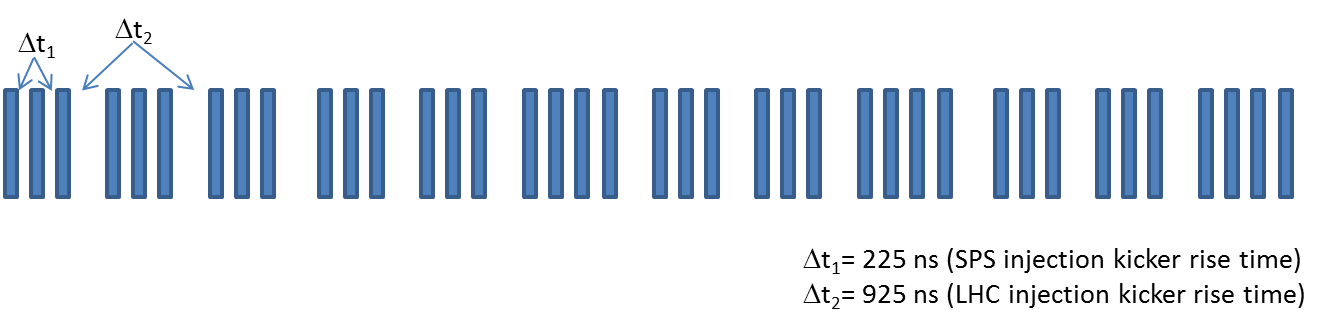 Δt₁
Δt₂
Δt₁= 225 ns (SPS injection kicker rise time)
Δt₂= 925 ns (LHC injection kicker rise time)